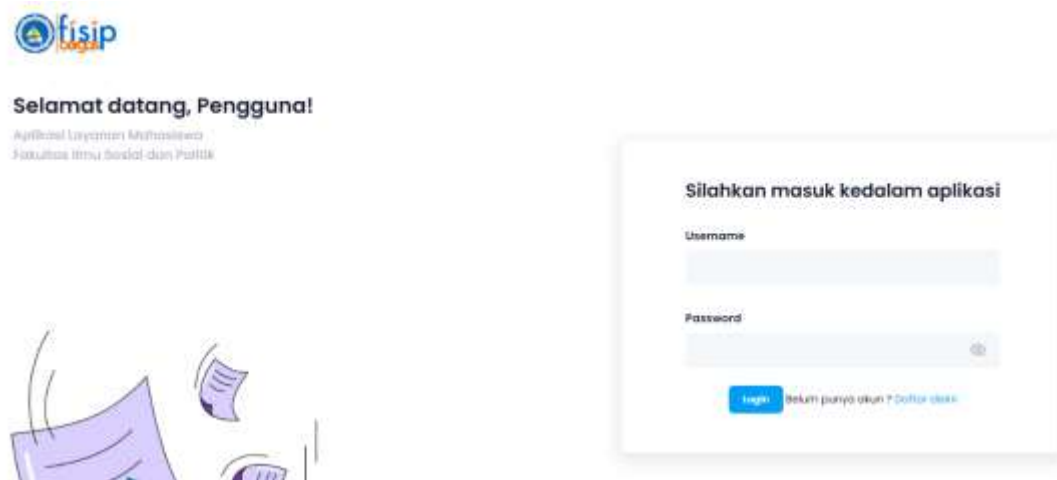 fisip
Selamat datang, Pengguna!
Aplikasi Layanan Mahasiswa
Fakultas Ilmu Sosial dan Politik
Silahkan masuk kedalam aplikasi
Username
Password
Login Belum punya akun ? Daftar disini